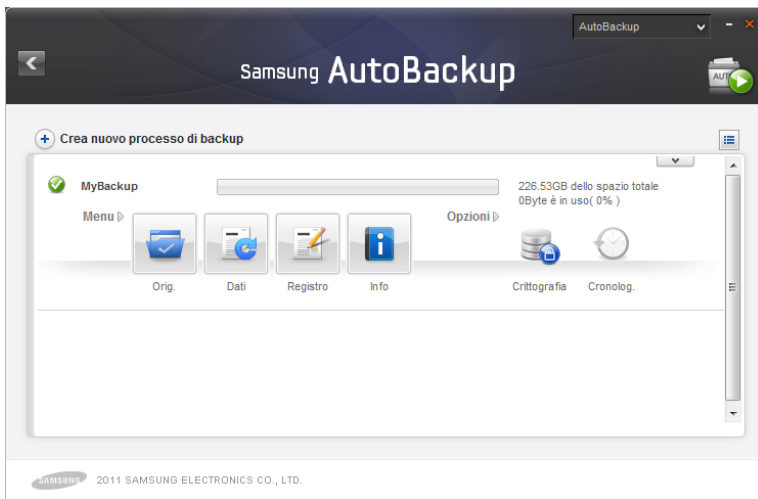 AutoBackup
samsung AutoBackup
AUTO
Crea nuovo processo di backup
MyBackup
226.53GB dello spazio totale
0Byte è in uso( 0% )
Menu
Opzioni
Orig.
Dati
Registro
Info
Crittografia
Cronolog.
SAMSUNG
2011 SAMSUNG ELECTRONICS CO., LTD.